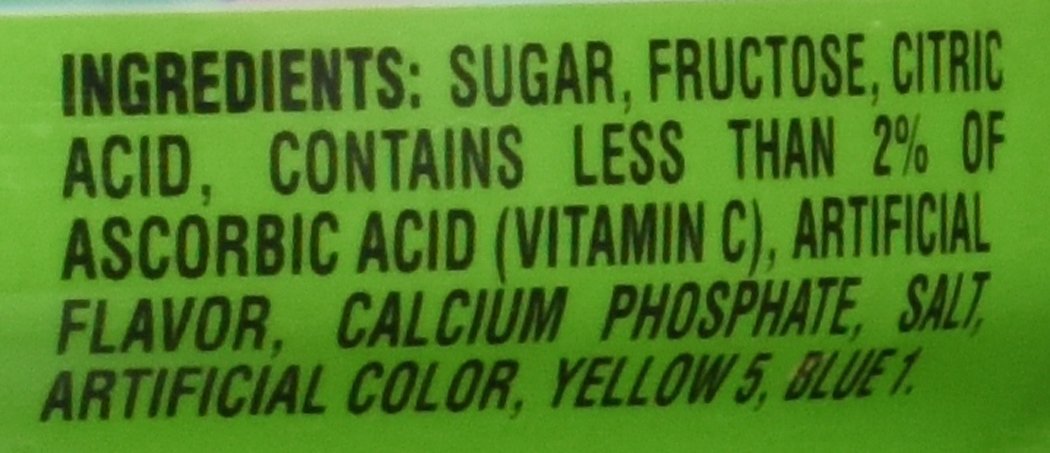 INGREDIENTS: SUGAR, FRUCTOSE, CITRIC
ACID, CONTAINS LESS THAN 2% OF
ASCORBIC ACID (VITAMIN C), ARTIFICIAL
FLAVOR, CALCIUM PHOSPHATE, SALT,
ARTIFICIAL COLOR, YELLOW 5, BLUE 1.